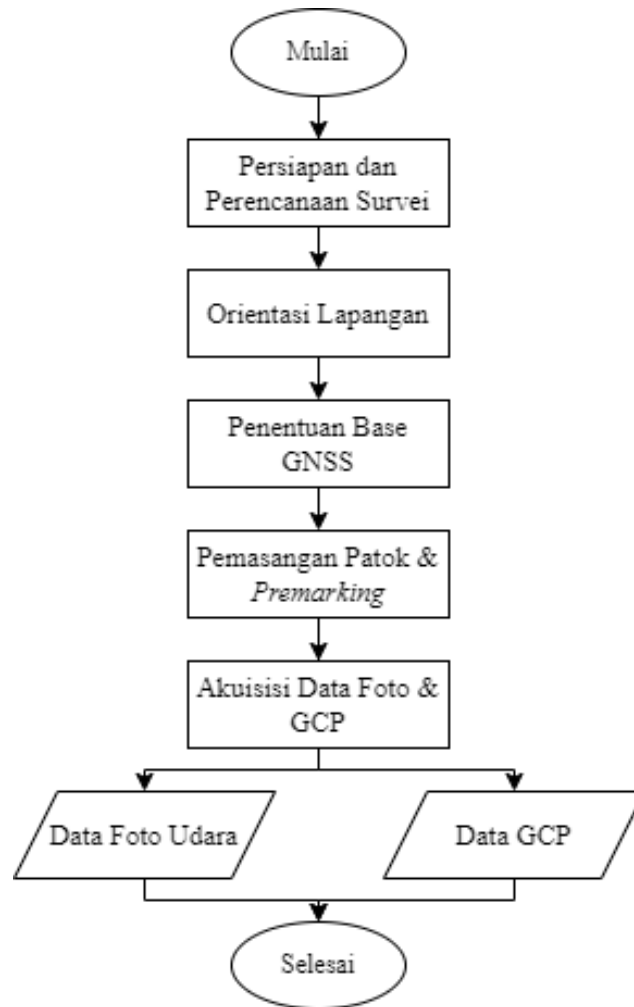 Mulai
Persiapan dan
Perencanaan Survei
Orientasi Lapangan
Penentuan Base
GNSS
Pemasangan Patok &
Premarking
Akuisisi Data Foto &
GCP
Data Foto Udara
Data GCP
Selesai